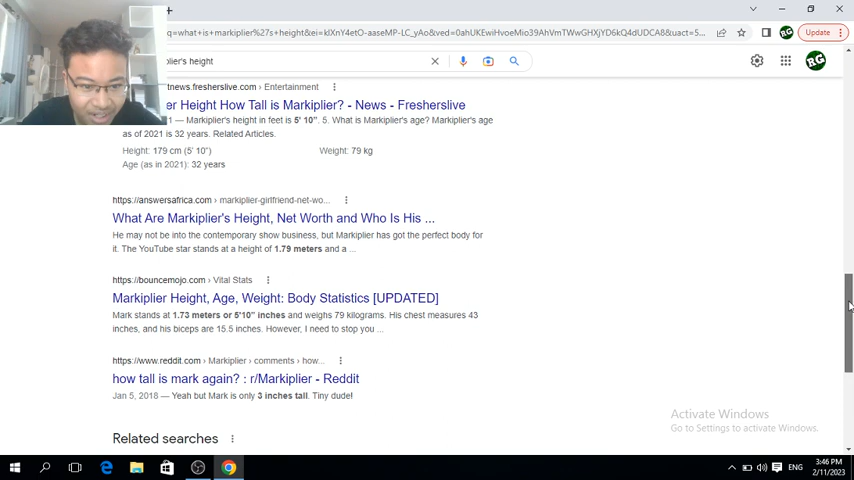 q=what+is+markiplier%27s+height&ei=klXnY4etO-aaseMP-LC_yAo&ved=0ahUKEwiHvoeMio39AhVmTWwGHXjYD6kQ4dUDCA8&uact=5...
RG
Update
plier's height
RG
tnews.fresherslive.com › Entertainment
er Height How Tall is Markiplier? - News - Fresherslive
1 — Markiplier's height in feet is 5' 10". 5. What is Markiplier's age? Markiplier's age
as of 2021 is 32 years. Related Articles.
Height: 179 cm (5' 10") Weight: 79 kg
Age (as in 2021): 32 years
https://answersafrica.com › markiplier-girlfriend-net-wo...
What Are Markiplier's Height, Net Worth and Who Is His ...
He may not be into the contemporary show business, but Markiplier has got the perfect body for
it. The YouTube star stands at a height of 1.79 meters and a ...
https://bouncemojo.com › Vital Stats
Markiplier Height, Age, Weight: Body Statistics [UPDATED]
Mark stands at 1.73 meters or 5'10" inches and weighs 79 kilograms. His chest measures 43
inches, and his biceps are 15.5 inches. However, I need to stop you ...
https://www.reddit.com › Markiplier › comments › how...
how tall is mark again? : r/Markiplier - Reddit
Jan 5, 2018 — Yeah but Mark is only 3 inches tall. Tiny dude!
Related searches
Activate Windows
Go to Settings to activate Windows.
ENG
3:46 PM
2/11/2023